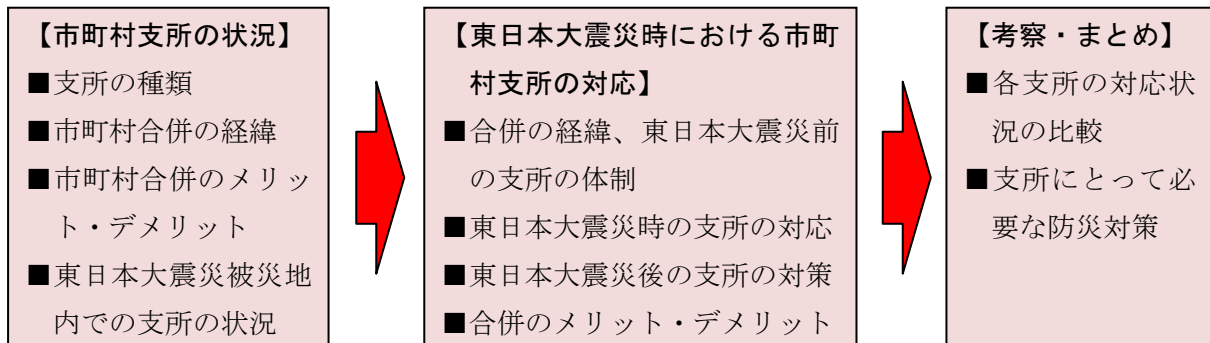 【市町村支所の状況】
■支所の種類
■市町村合併の経緯
■市町村合併のメリッ
ト・デメリット
■東日本大震災被災地
内での支所の状況
【東日本大震災時における市町
村支所の対応】
■合併の経緯、東日本大震災前
の支所の体制
■東日本大震災時の支所の対応
■東日本大震災後の支所の対策
■合併のメリット・デメリット
【考察・まとめ】
■各支所の対応状
況の比較
■支所にとって必
要な防災対策